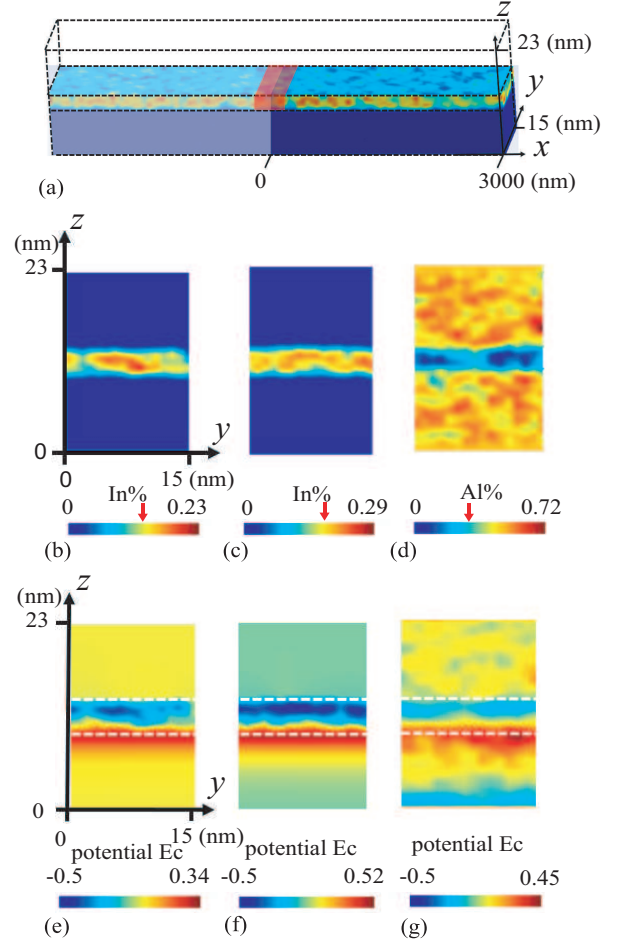 z
23 (nm)
y
15 (nm)
x
(a)
0
3000 (nm)
z
(nm)
23
0
y
0
15 (nm)
0 In% 0.23
0 In% 0.29
0 Al% 0.72
(b)
(c)
(d)
(nm)
z
23
0
y
0
15 (nm)
potential Ec
potential Ec
potential Ec
-0.5 0.34
-0.5 0.52
-0.5 0.45
(e)
(f)
(g)